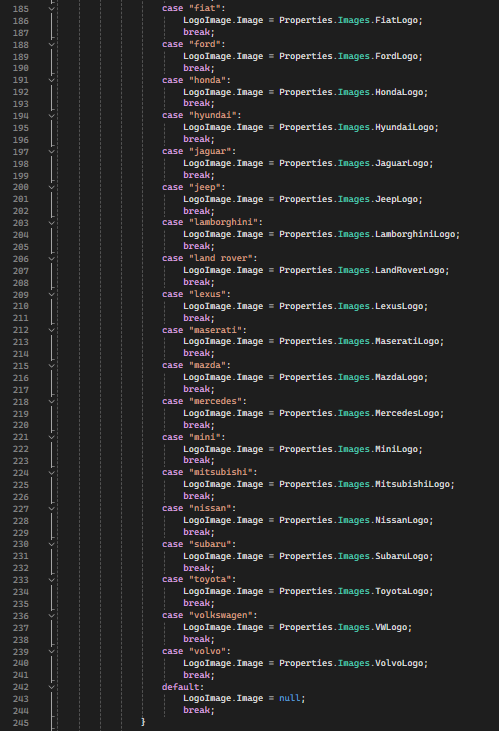 185 case "fiat":
186 LogoImage.Image = Properties.Images.FiatLogo;
187 break;
188 case "ford":
189 LogoImage.Image = Properties.Images.FordLogo;
190 break;
191 case "honda":
192 LogoImage.Image = Properties.Images.HondaLogo;
193 break;
194 case "hyundai":
195 LogoImage.Image = Properties.Images.HyundaiLogo;
196 break;
197 case "jaguar":
198 LogoImage.Image = Properties.Images.JaguarLogo;
199 break;
200 case "jeep":
201 LogoImage.Image = Properties.Images.JeepLogo;
202 break;
203 case "lamborghini":
204 LogoImage.Image = Properties.Images.LamborghiniLogo;
205 break;
206 case "land rover":
207 LogoImage.Image = Properties.Images.LandRoverLogo;
208 break;
209 case "lexus":
210 LogoImage.Image = Properties.Images.LexusLogo;
211 break;
212 case "maserati":
213 LogoImage.Image = Properties.Images.MaseratiLogo;
214 break;
215 case "mazda":
216 LogoImage.Image = Properties.Images.MazdaLogo;
217 break;
218 case "mercedes":
219 LogoImage.Image = Properties.Images.MercedesLogo;
220 break;
221 case "mini":
222 LogoImage.Image = Properties.Images.MiniLogo;
223 break;
224 case "mitsubishi":
225 LogoImage.Image = Properties.Images.MitsubishiLogo;
226 break;
227 case "nissan":
228 LogoImage.Image = Properties.Images.NissanLogo;
229 break;
230 case "subaru":
231 LogoImage.Image = Properties.Images.SubaruLogo;
232 break;
233 case "toyota":
234 LogoImage.Image = Properties.Images.ToyotaLogo;
235 break;
236 case "volkswagen":
237 LogoImage.Image = Properties.Images.VWLogo;
238 break;
239 case "volvo":
240 LogoImage.Image = Properties.Images.VolvoLogo;
241 break;
242 default:
243 LogoImage.Image = null;
244 break;
245 }